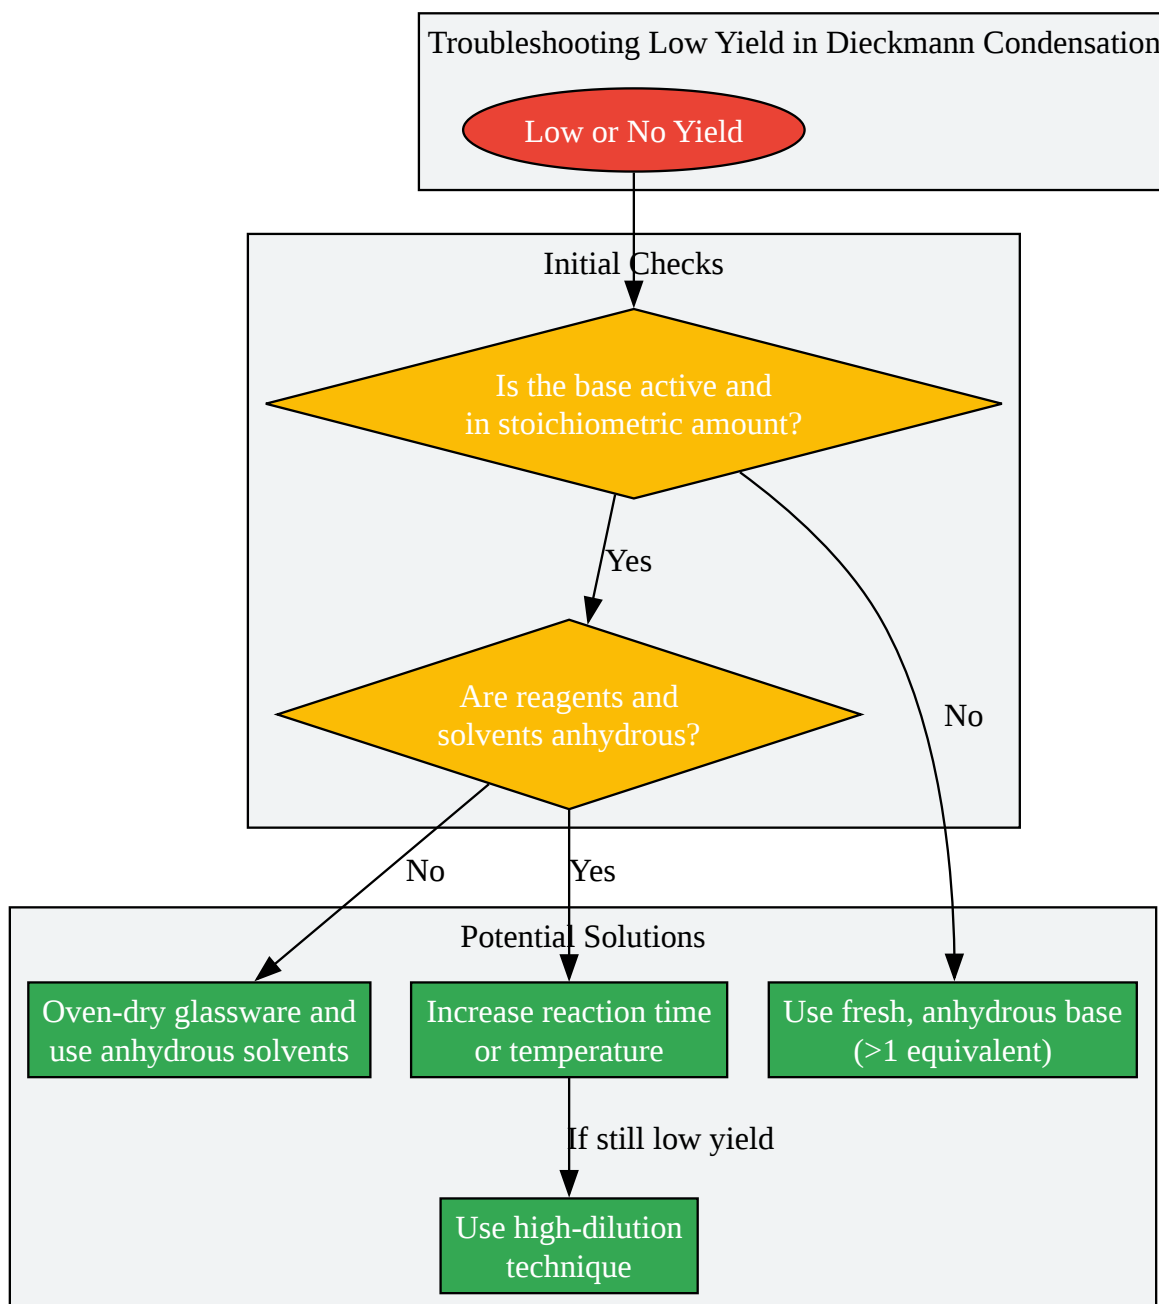 Troubleshooting Low Yield in Dieckmann Condensation
Low or No Yield
Initial Checks
Is the base active and
in stoichiometric amount?
Yes
Are reagents and
solvents anhydrous?
No
No
Yes
Potential Solutions
Oven-dry glassware and
use anhydrous solvents
Increase reaction time
or temperature
Use fresh, anhydrous base
(>1 equivalent)
If still low yield
Use high-dilution
technique